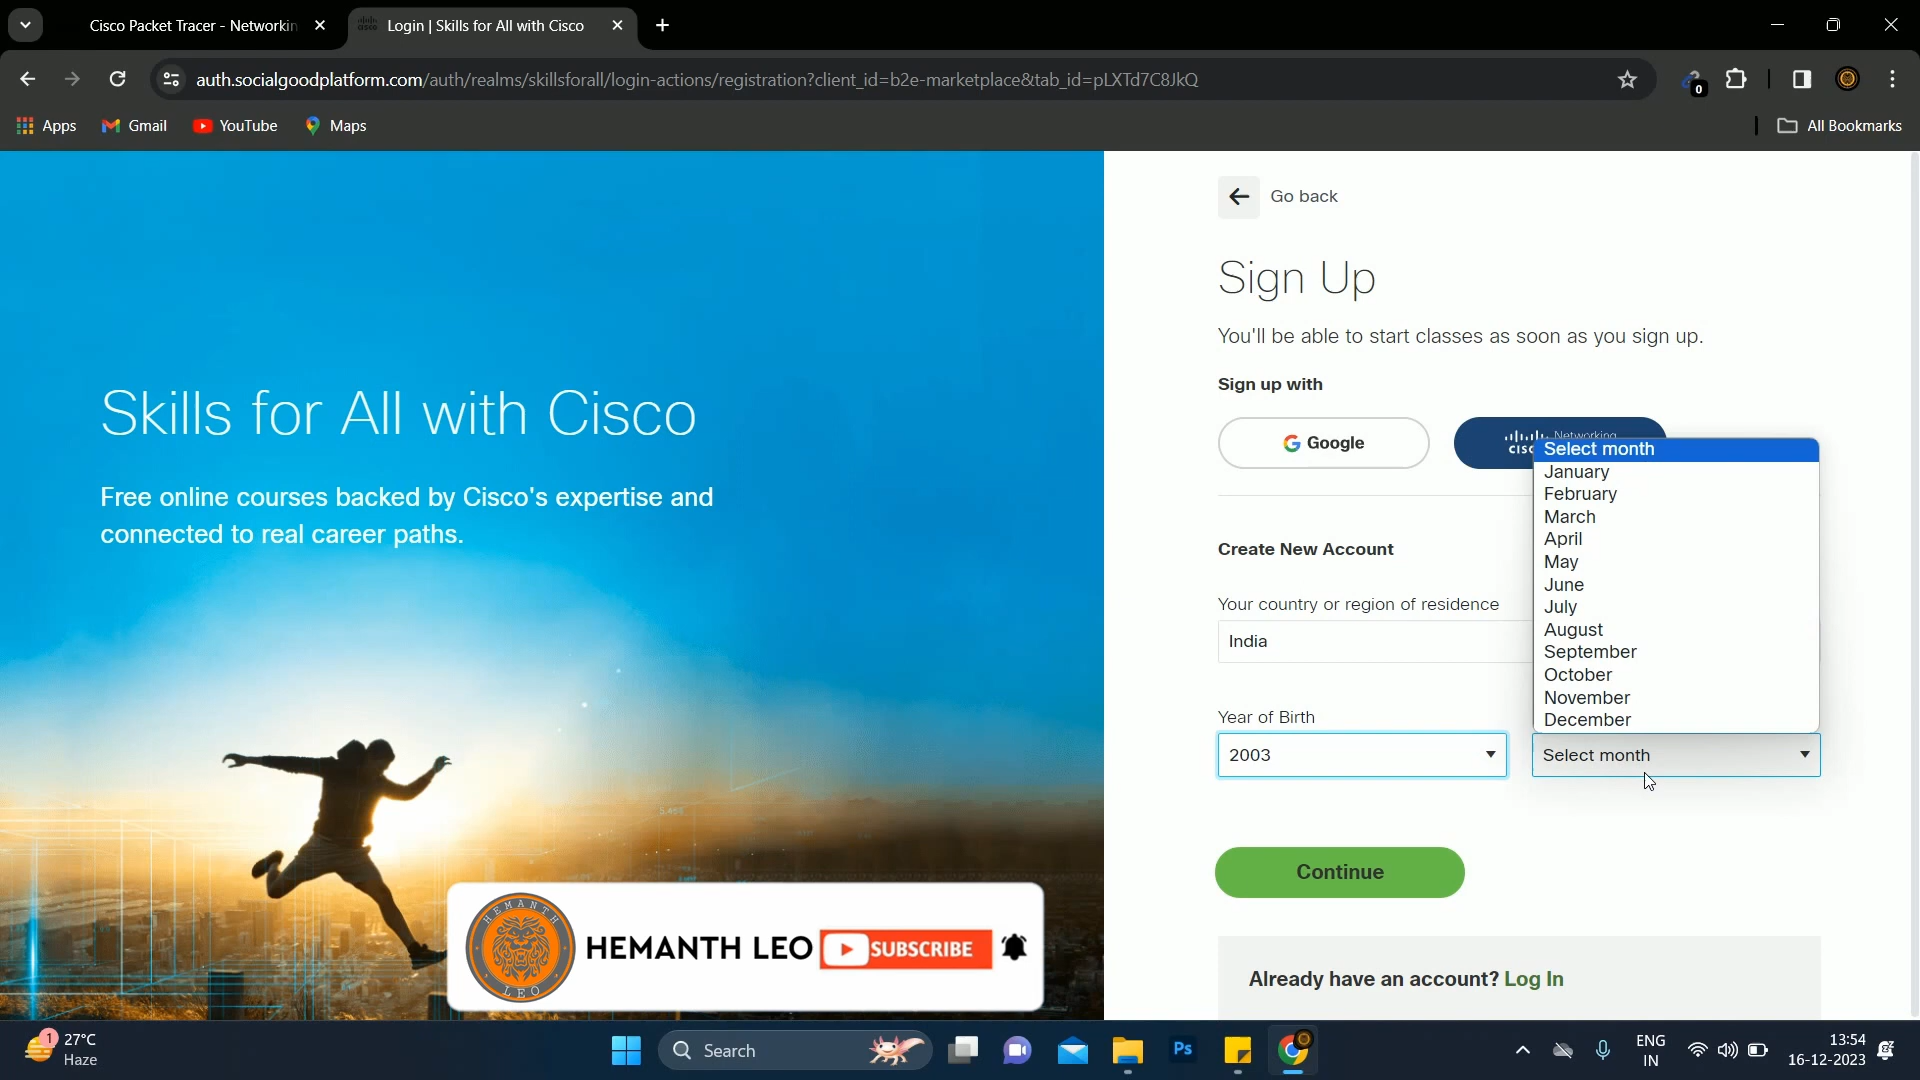 Cisco Packet Tracer - Networkin
Login | Skills for All with Cisco
auth.socialgoodplatform.com/auth/realms/skillsforall/login-actions/registration?client_id=b2e-marketplace&tab_id=pLXTd7C8JkQ
0
Apps
Gmail
YouTube
Maps
All Bookmarks
Go back
Sign Up
You'll be able to start classes as soon as you sign up.
Sign up with
Google
Networking
Select month
January
February
March
April
May
June
July
August
September
October
November
December
Create New Account
Your country or region of residence
India
Year of Birth
2003
Select month
Continue
Already have an account? Log In
Skills for All with Cisco
Free online courses backed by Cisco's expertise and
connected to real career paths.
HEMANTH
LEO
HEMANTH LEO
SUBSCRIBE
1
27°C
Haze
Search
Ps
ENG
IN
13:54
16-12-2023